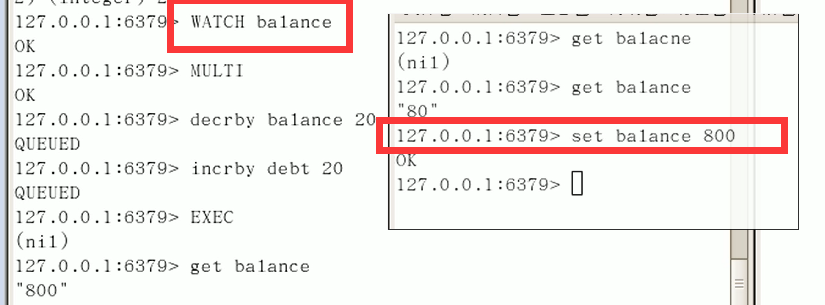 127.0.0.1:6379> WATCH balance
OK
127.0.0.1:6379> MULTI
OK
127.0.0.1:6379> decrby balance 20
QUEUED
127.0.0.1:6379> incrby debt 20
QUEUED
127.0.0.1:6379> EXEC
(nil)
127.0.0.1:6379> get balance
"800"
127.0.0.1:6379> get balacne
(nil)
127.0.0.1:6379> get balance
"80"
127.0.0.1:6379> set balance 800
OK
127.0.0.1:6379>